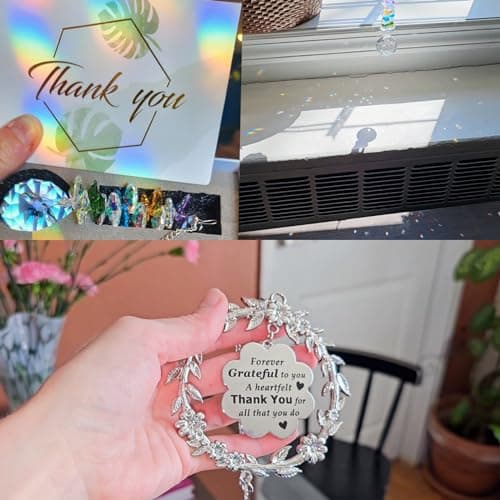 Thank you
Forever
Grateful to you
A heartfelt
Thank You for
all that you do